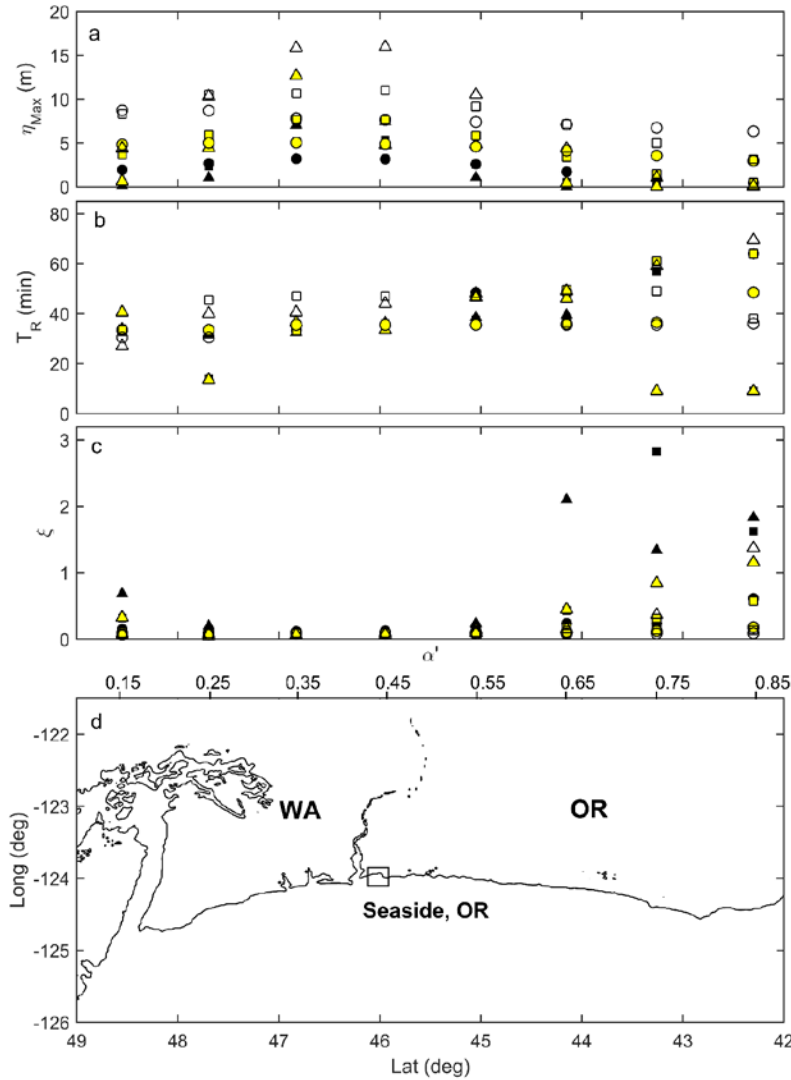 a
20
15
10
5
0
η Max (m)
b
80
60
40
20
0
T R (min)
c
3
2
1
0
ξ
α'
0.15 0.25 0.35 0.45 0.55 0.65 0.75 0.85
d
-122
-123
-124
-125
-126
Long (deg)
WA
OR
Seaside, OR
49 48 47 46 45 44 43 42
Lat (deg)